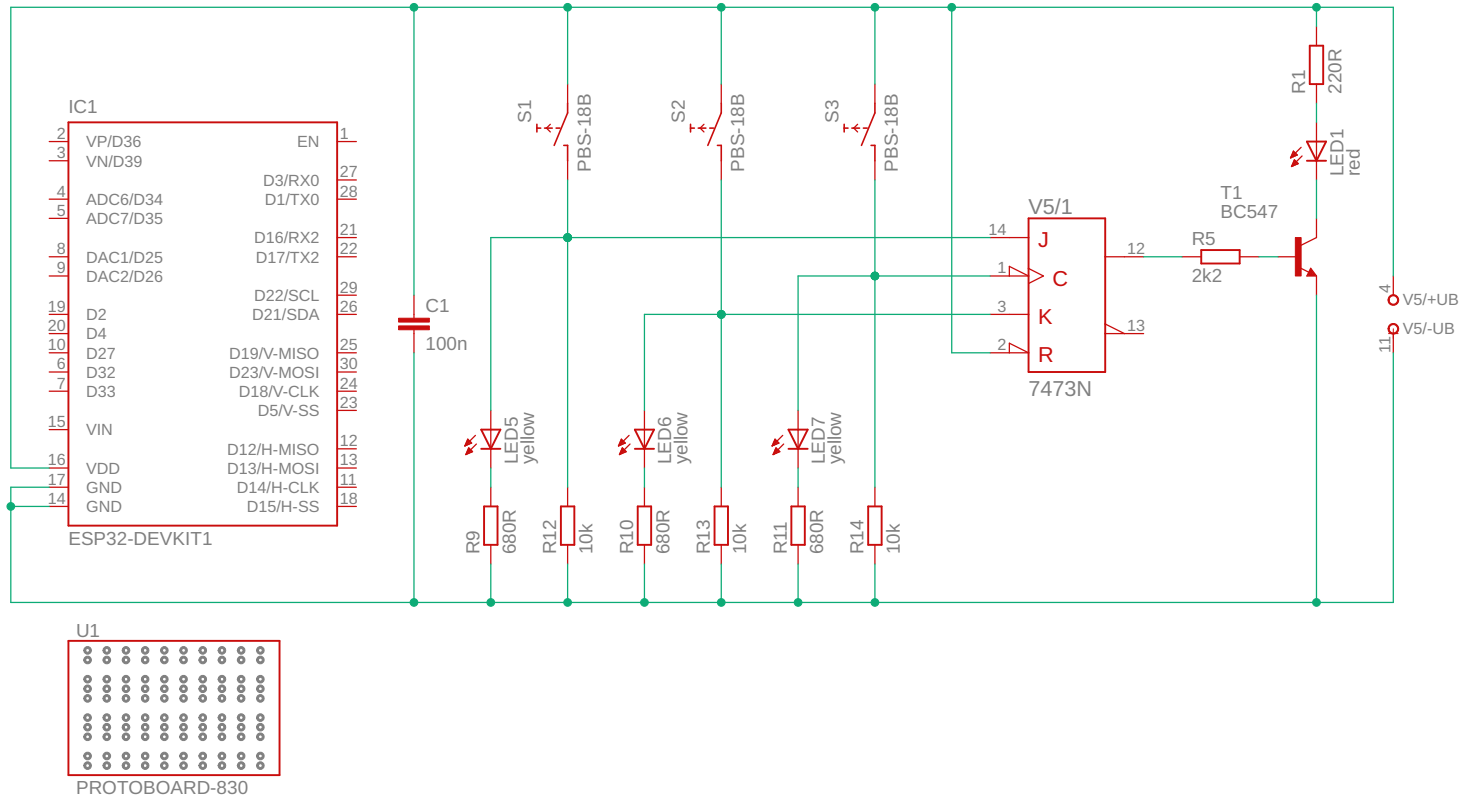 IC1
2 VP/D36 EN 1
3 VN/D39
D3/RX0 27
4 ADC6/D34 D1/TX0 28
5 ADC7/D35
D16/RX2 21
8 DAC1/D25 D17/TX2 22
9 DAC2/D26
D22/SCL 29
19 D2 D21/SDA 26
20 D4
10 D27 D19/V-MISO 25
6 D32 D23/V-MOSI 30
7 D33 D18/V-CLK 24
D5/V-SS 23
15 VIN
D12/H-MISO 12
16 VDD D13/H-MOSI 13
17 GND D14/H-CLK 11
14 GND D15/H-SS 18
ESP32-DEVKIT1
C1
100n
S1
PBS-18B
S2
PBS-18B
S3
PBS-18B
LED5
yellow
LED6
yellow
LED7
yellow
R9
680R
R12
10k
R10
680R
R13
10k
R11
680R
R14
10k
V5/1
14 J
1 C
3 K
2 R
12
13
7473N
R5
2k2
T1
BC547
R1
220R
LED1
red
4 V5/+UB
11 V5/-UB
U1
PROTOBOARD-830